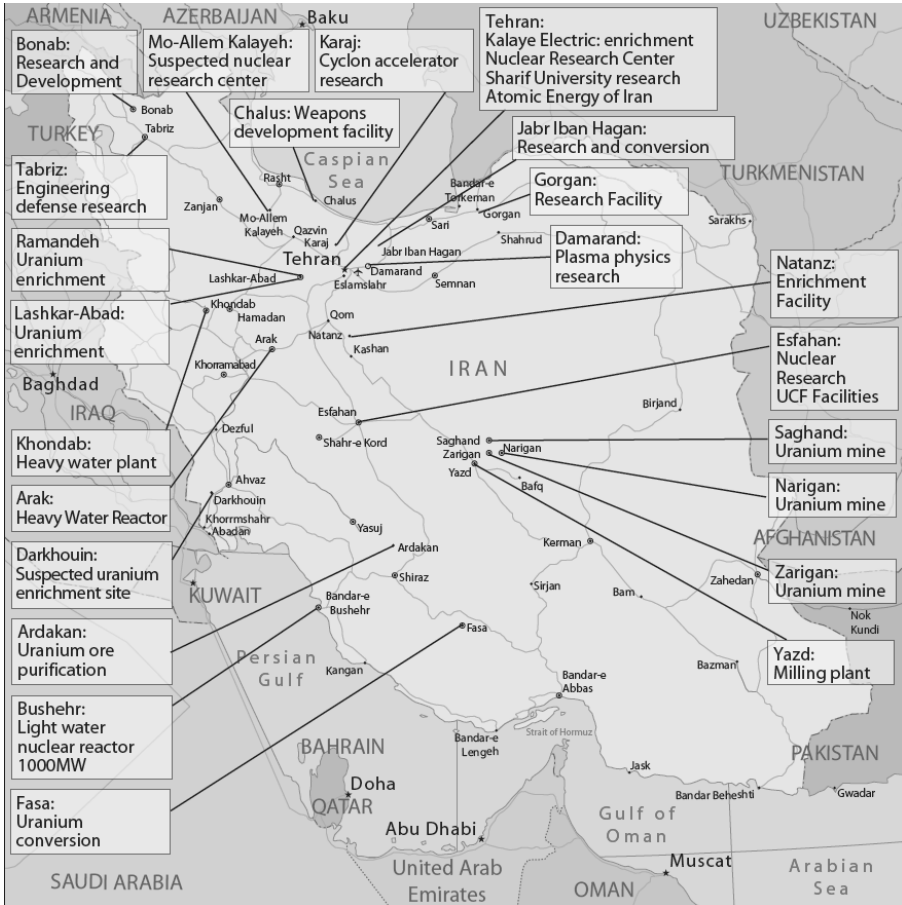 ARMENIA
AZERBAIJAN
Baku
UZBEKISTAN
Bonab:
Research and
Development
Mo-Allem Kalayeh:
Suspected nuclear
research center
Karaj:
Cyclon accelerator
research
Tehran:
Kalaye Electric: enrichment
Nuclear Research Center
Sharif University research
Atomic Energy of Iran
Chalus: Weapons
development facility
Jabr Iban Hagan:
Research and conversion
Bonab
Tabriz
TURKEY
Caspian
Sea
TURKMENISTAN
Tabriz:
Engineering
defense research
Gorgan:
Research Facility
Rasht
Chalus
Bandar-e
Torkeman
Gorgan
Sarakhs
Zanjan
Mo-Allem
Kalayeh
Qazvin
Karaj
Sari
Shahrud
Ramandeh
Uranium
enrichment
Tehran
Jabr Iban Hagan
Damarand:
Plasma physics
research
Natanz:
Enrichment
Facility
Lashkar-Abad
Eslamslahr
Damarand
Semnan
Lashkar-Abad:
Uranium
enrichment
Khondab
Hamadan
Qom
Natanz
Kashan
Arak
Khorramabad
IRAN
Esfahan:
Nuclear
Research
UCF Facilities
Baghdad
IRAQ
Birjand
Esfahan
Dezful
Shahr-e Kord
Saghand
Zarigan
Yazd
Narigan
Bafq
Saghand:
Uranium mine
Khondab:
Heavy water plant
Narigan:
Uranium mine
Arak:
Heavy Water Reactor
Ahvaz
Darkhouin
Khorrmshahr
Abadan
Yasuj
Ardakan
Kerman
AFGHANISTAN
Darkhouin:
Suspected uranium
enrichment site
Zarigan:
Uranium mine
KUWAIT
Shiraz
Sirjan
Bam
Zahedan
Nok
Kundi
Bandar-e
Bushehr
Fasa
Ardakan:
Uranium ore
purification
Persian
Gulf
Kangan
Bazman
Yazd:
Milling plant
Bandar-e
Abbas
Bushehr:
Light water
nuclear reactor
1000MW
Bandar-e
Lengeh
Strait of Hormuz
BAHRAIN
PAKISTAN
Jask
Bandar Beheshti
Gwadar
Doha
QATAR
Fasa:
Uranium
conversion
Abu Dhabi
Gulf of
Oman
United Arab
Emirates
Muscat
OMAN
SAUDI ARABIA
Arabian
Sea